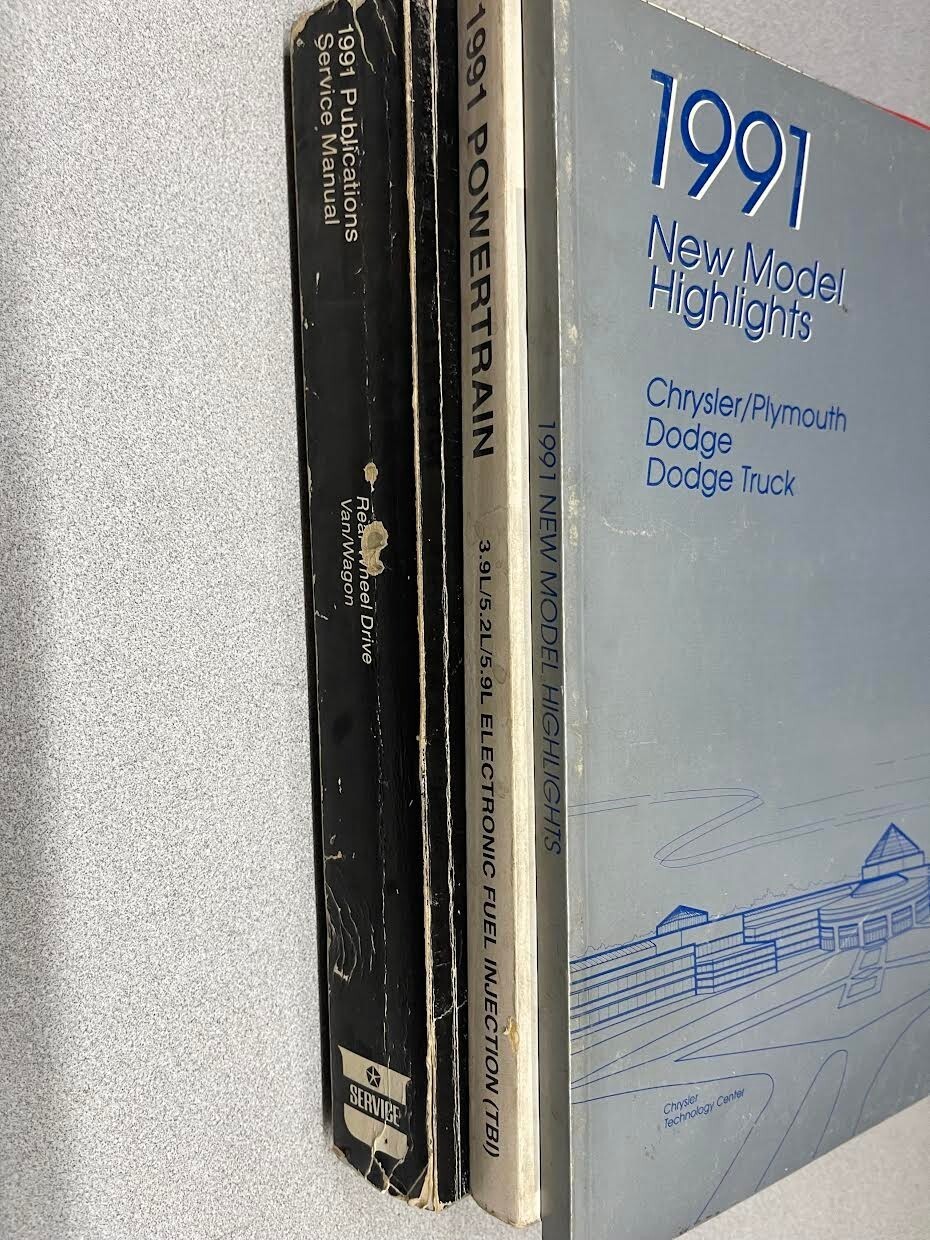 1991 Publications
Service Manual
Rear Wheel Drive
Van/Wagon
SERVICE
1991 POWERTRAIN
3.9L/5.2L/5.9L ELECTRONIC FUEL INJECTION (TBI)
1991 NEW MODEL HIGHLIGHTS
1991
New Model
Highlights
Chrysler/Plymouth
Dodge
Dodge Truck
Chrysler
Technology Center